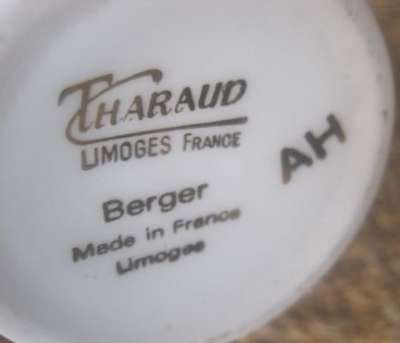 THARAUD
LIMOGES FRANCE
Berger
Made in France
Limoges
AH